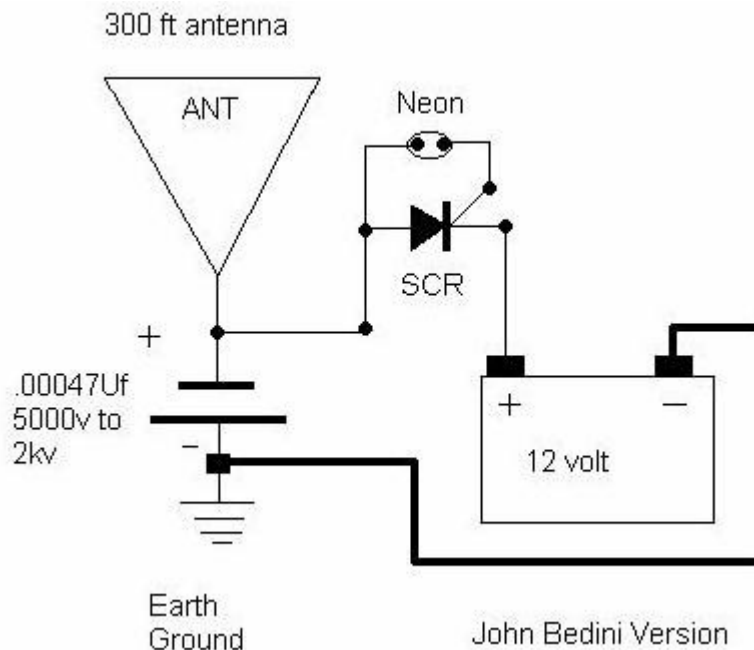 300 ft antenna
ANT
Neon
SCR
+
.00047Uf
5000v to
2kv
-
+ -
12 volt
Earth
Ground
John Bedini Version